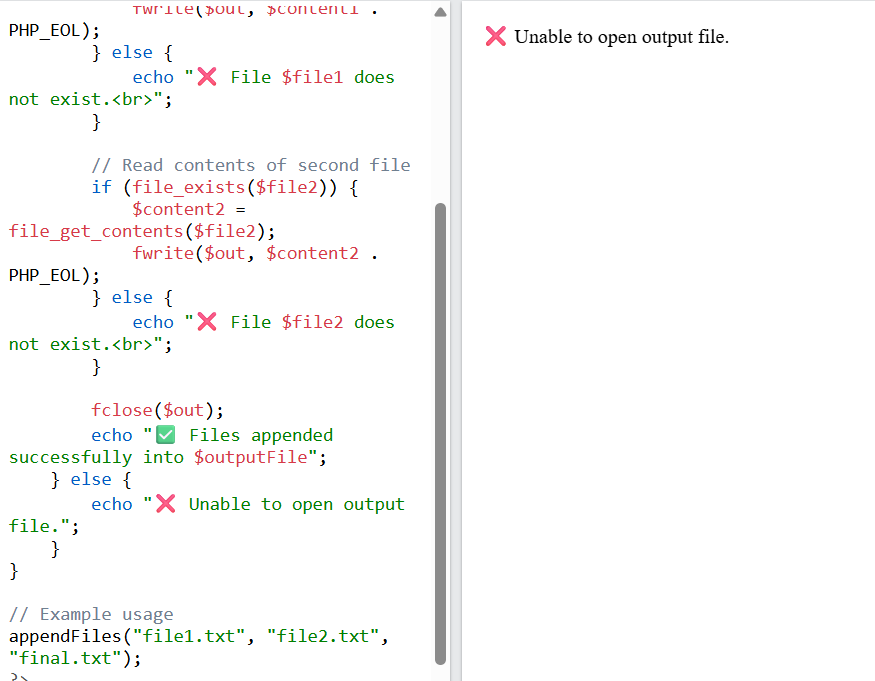 fwrite($out, $content1 .
PHP_EOL);
} else {
echo "❌ File $file1 does
not exist.<br>";
}
// Read contents of second file
if (file_exists($file2)) {
$content2 =
file_get_contents($file2);
fwrite($out, $content2 .
PHP_EOL);
} else {
echo "❌ File $file2 does
not exist.<br>";
}
fclose($out);
echo "✅ Files appended
successfully into $outputFile";
} else {
echo "❌ Unable to open output
file.";
}
}
// Example usage
appendFiles("file1.txt", "file2.txt",
"final.txt");
?>
❌ Unable to open output file.